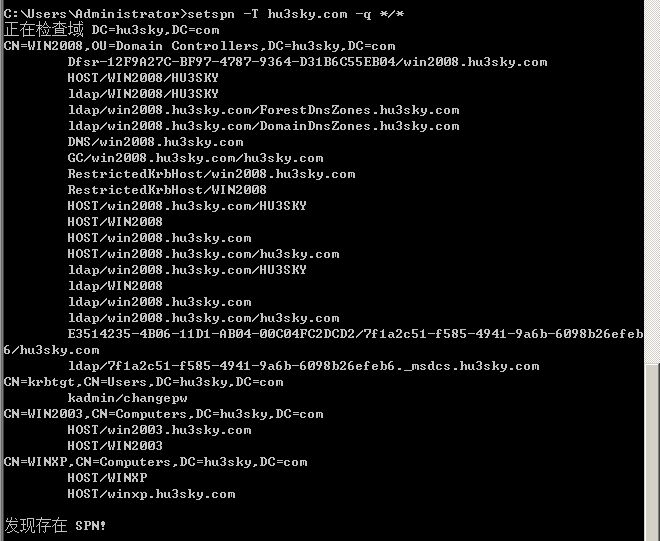 C:\Users\Administrator>setspn -T hu3sky.com -q */*
正在检查域 DC=hu3sky,DC=com
CN=WIN2008,OU=Domain Controllers,DC=hu3sky,DC=com
Dfsr-12F9A27C-BF97-4787-9364-D31B6C55EB04/win2008.hu3sky.com
HOST/WIN2008/HU3SKY
ldap/WIN2008/HU3SKY
ldap/win2008.hu3sky.com/ForestDnsZones.hu3sky.com
ldap/win2008.hu3sky.com/DomainDnsZones.hu3sky.com
DNS/win2008.hu3sky.com
GC/win2008.hu3sky.com/hu3sky.com
RestrictedKrbHost/win2008.hu3sky.com
RestrictedKrbHost/WIN2008
HOST/win2008.hu3sky.com/HU3SKY
HOST/WIN2008
HOST/win2008.hu3sky.com
HOST/win2008.hu3sky.com/hu3sky.com
ldap/win2008.hu3sky.com/HU3SKY
ldap/WIN2008
ldap/win2008.hu3sky.com
ldap/win2008.hu3sky.com/hu3sky.com
E3514235-4B06-11D1-AB04-00C04FC2DCD2/7f1a2c51-f585-4941-9a6b-6098b26efeb
6/hu3sky.com
ldap/7f1a2c51-f585-4941-9a6b-6098b26efeb6._msdcs.hu3sky.com
CN=krbtgt,CN=Users,DC=hu3sky,DC=com
kadmin/changepw
CN=WIN2003,CN=Computers,DC=hu3sky,DC=com
HOST/win2003.hu3sky.com
HOST/WIN2003
CN=WINXP,CN=Computers,DC=hu3sky,DC=com
HOST/WINXP
HOST/winxp.hu3sky.com
发现存在 SPN!